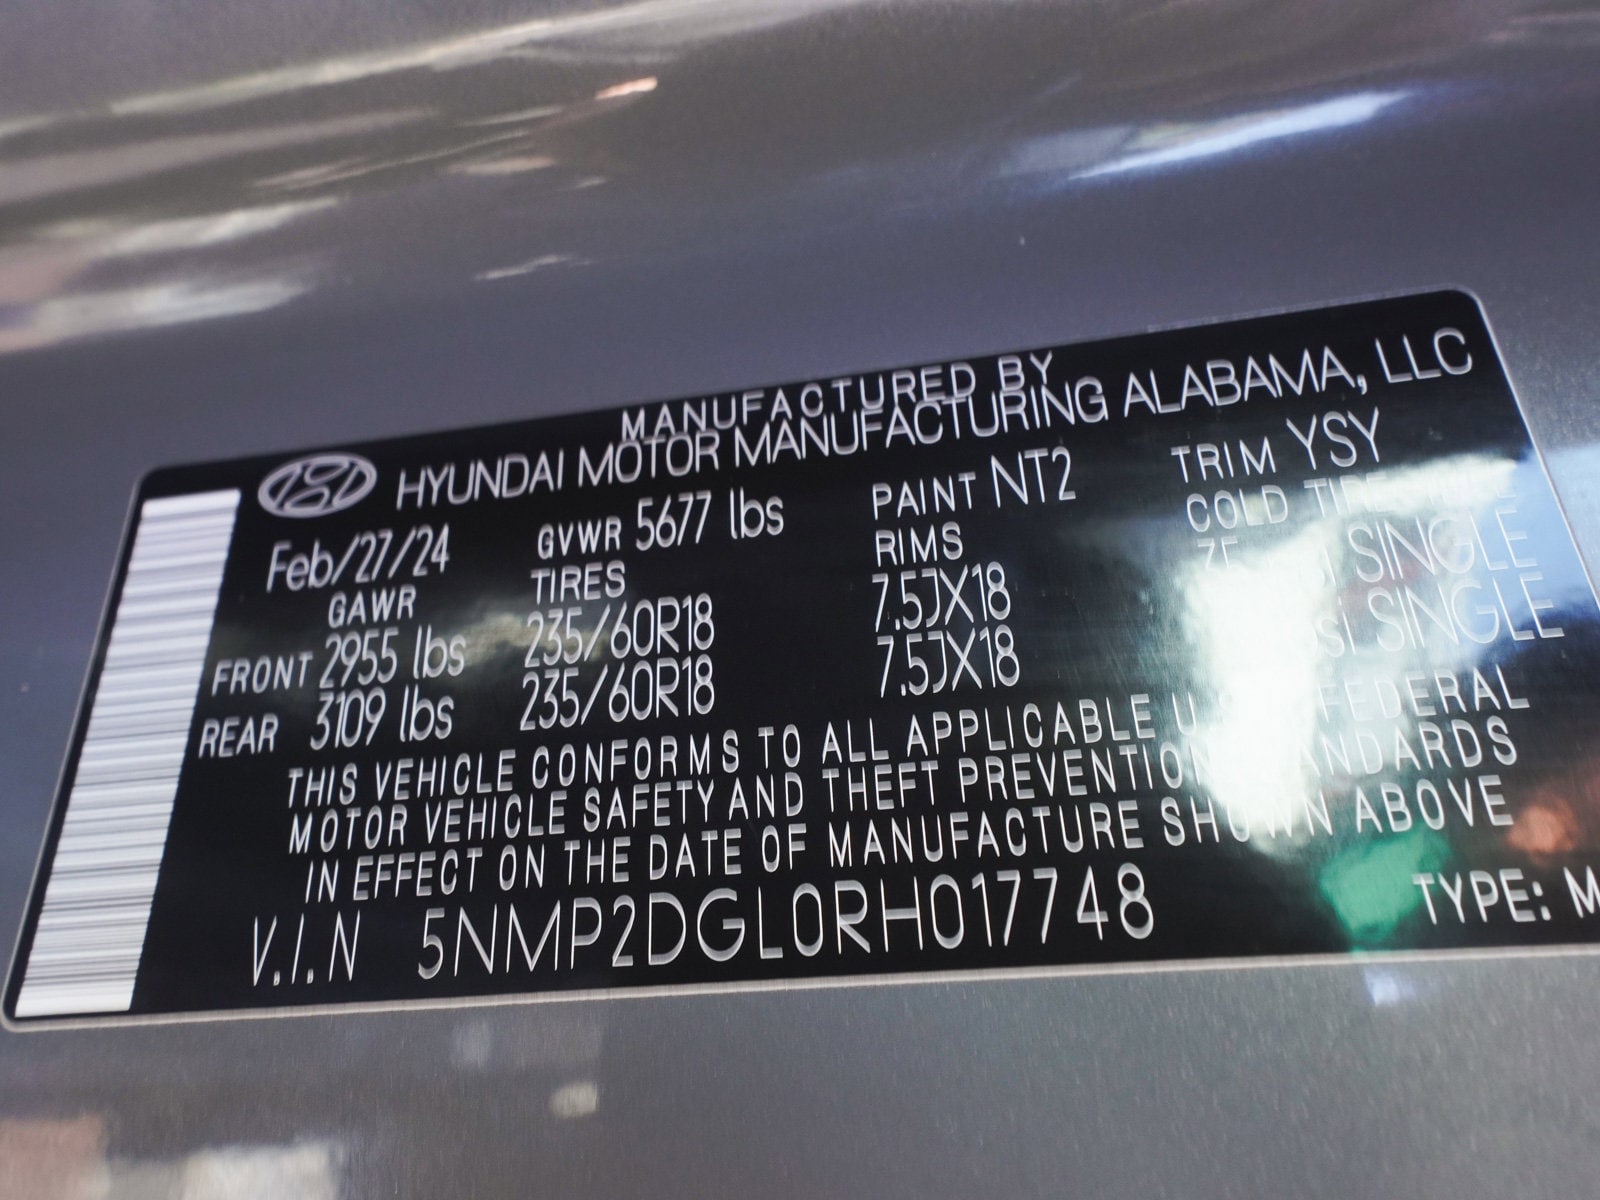 MANUFACTURED BY
HYUNDAI MOTOR MANUFACTURING ALABAMA, LLC
Feb/27/24 GVWR 5677 lbs PAINT NT2 TRIM YSY
GAWR TIRES RIMS COLD
FRONT 2955 lbs 235/60R18 7.5JX18 SINGLE
REAR 3109 lbs 235/60R18 7.5JX18 SINGLE
THIS VEHICLE CONFORMS TO ALL APPLICABLE FEDERAL
MOTOR VEHICLE SAFETY AND THEFT PREVENTION STANDARDS
IN EFFECT ON THE DATE OF MANUFACTURE SHOWN ABOVE
V.I.N 5NMP2DGL0RH017748 TYPE: